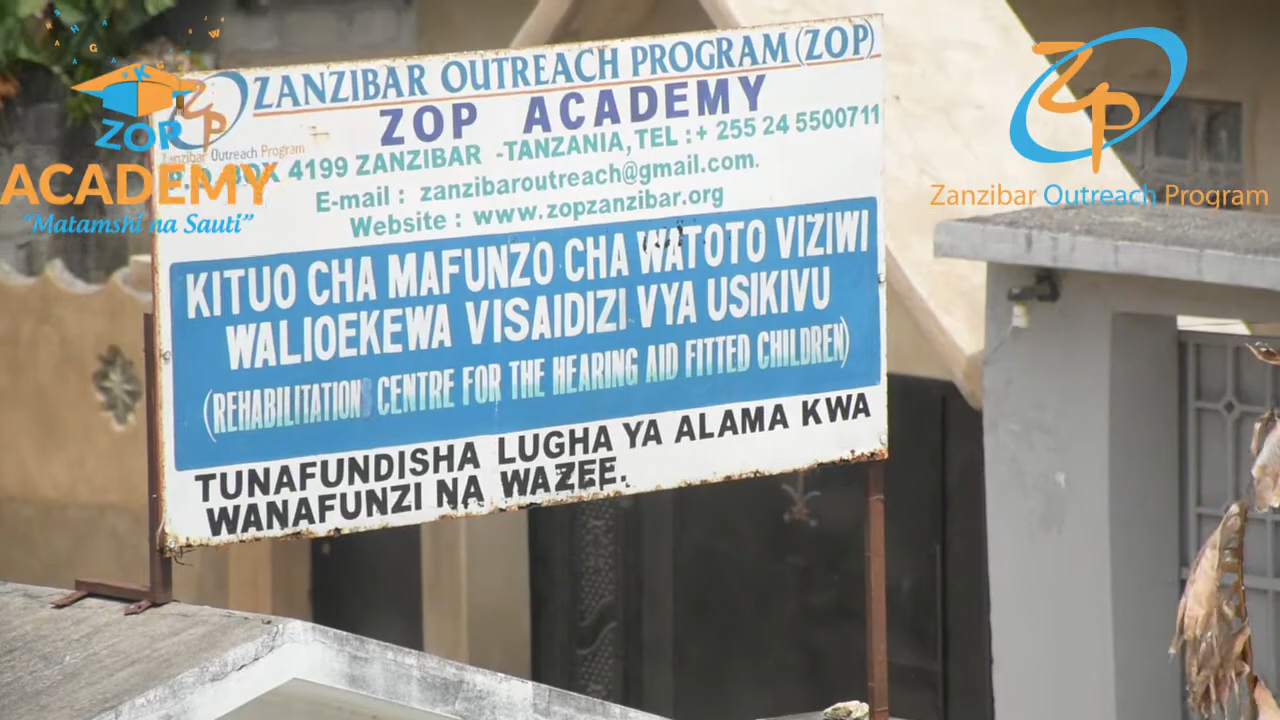 ZANZIBAR OUTREACH PROGRAM (ZOP)
ZOP ACADEMY
BOX 4199 ZANZIBAR -TANZANIA, TEL :+ 255 24 5500711
E-mail : zanzibaroutreach@gmail.com.
Website : www.zopzanzibar.org
KITUO CHA MAFUNZO CHA WATOTO VIZIWI
WALIOEKEWA VISAIDIZI VYA USIKIVU
(REHABILITATION CENTRE FOR THE HEARING AID FITTED CHILDREN)
TUNAFUNDISHA LUGHA YA ALAMA KWA
WANAFUNZI NA WAZEE.
Zanzibar Outreach Program
ZOP
ACADEMY
"Matamshi na Sauti"
ZP
Zanzibar Outreach Program